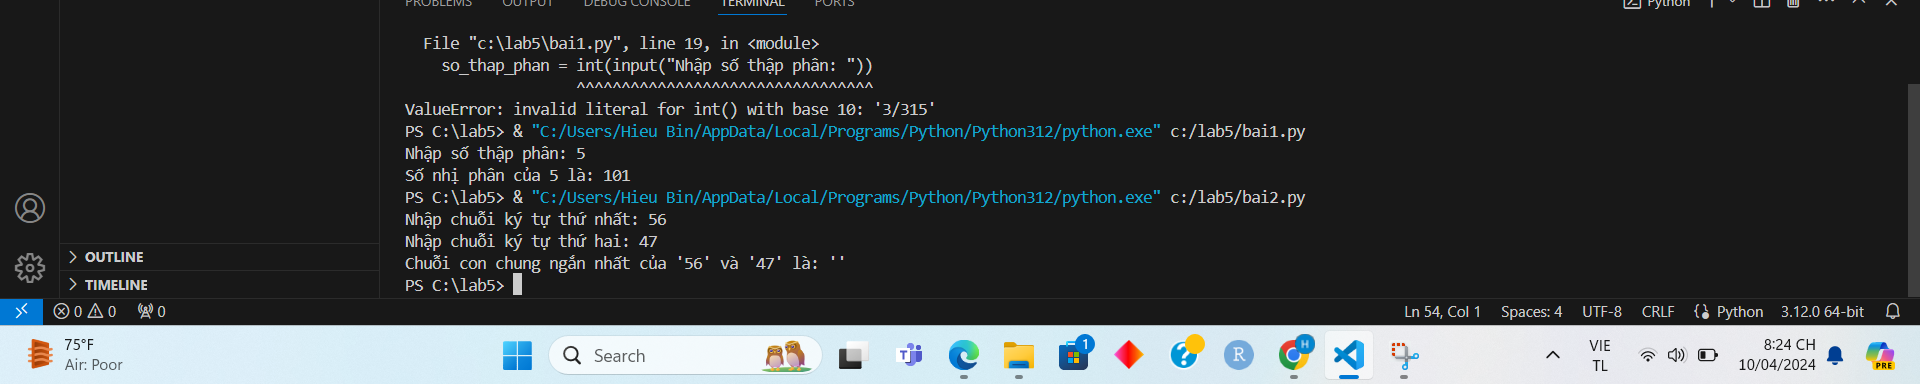 PROBLEMS OUTPUT DEBUG CONSOLE TERMINAL PORTS Python
File "c:\lab5\bai1.py", line 19, in <module>
so_thap_phan = int(input("Nhập số thập phân: "))
^^^^^^^^^^^^^^^^^^^^^^^^^^^^^^^^^
ValueError: invalid literal for int() with base 10: '3/315'
PS C:\lab5> & "C:/Users/Hieu Bin/AppData/Local/Programs/Python/Python312/python.exe" c:/lab5/bai1.py
Nhập số thập phân: 5
Số nhị phân của 5 là: 101
PS C:\lab5> & "C:/Users/Hieu Bin/AppData/Local/Programs/Python/Python312/python.exe" c:/lab5/bai2.py
Nhập chuỗi ký tự thứ nhất: 56
Nhập chuỗi ký tự thứ hai: 47
Chuỗi con chung ngắn nhất của '56' và '47' là: ''
PS C:\lab5>
OUTLINE
TIMELINE
0 0 0 Ln 54, Col 1 Spaces: 4 UTF-8 CRLF Python 3.12.0 64-bit
75°F
Air: Poor
Search
1
R
H
VIE
TL
8:24 CH
10/04/2024
PRE